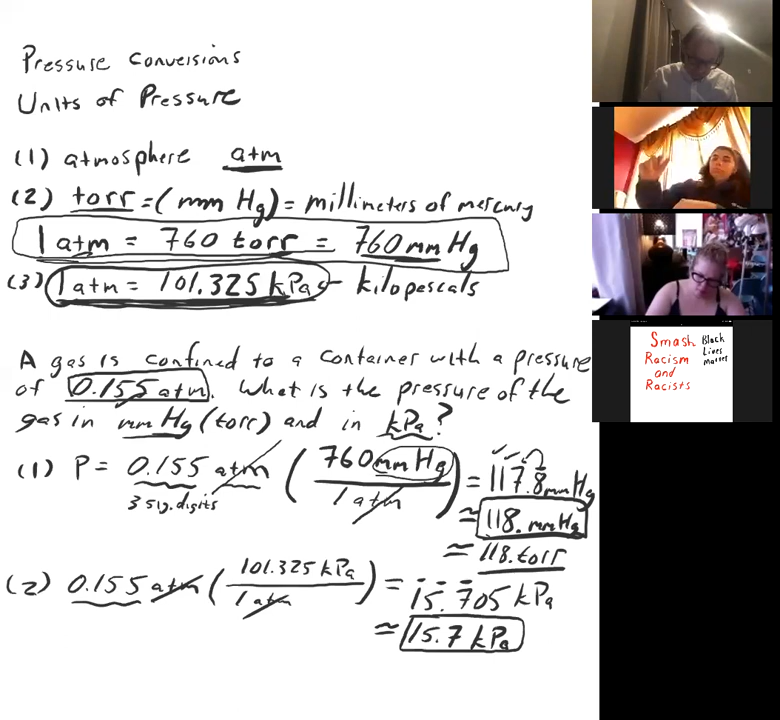 Pressure Conversions
Units of Pressure
(1) atmosphere atm
(2) torr = (mm Hg) = millimeters of mercury
1 atm = 760 torr = 760 mm Hg
(3) 1 atm = 101.325 kPa - kilopescals
A gas is confined to a container with a pressure
of 0.155 atm. What is the pressure of the
gas in mm Hg (torr) and in kPa?
(1) P = 0.155 atm (760 mm Hg / 1 atm) = 117.8 mm Hg
3 sig. digits
≈ 118. mm Hg
≈ 118. torr
(2) 0.155 atm (101.325 kPa / 1 atm) = 15.705 kPa
≈ 15.7 kPa
Smash
Racism
and
Racists
Black
Lives
Matter